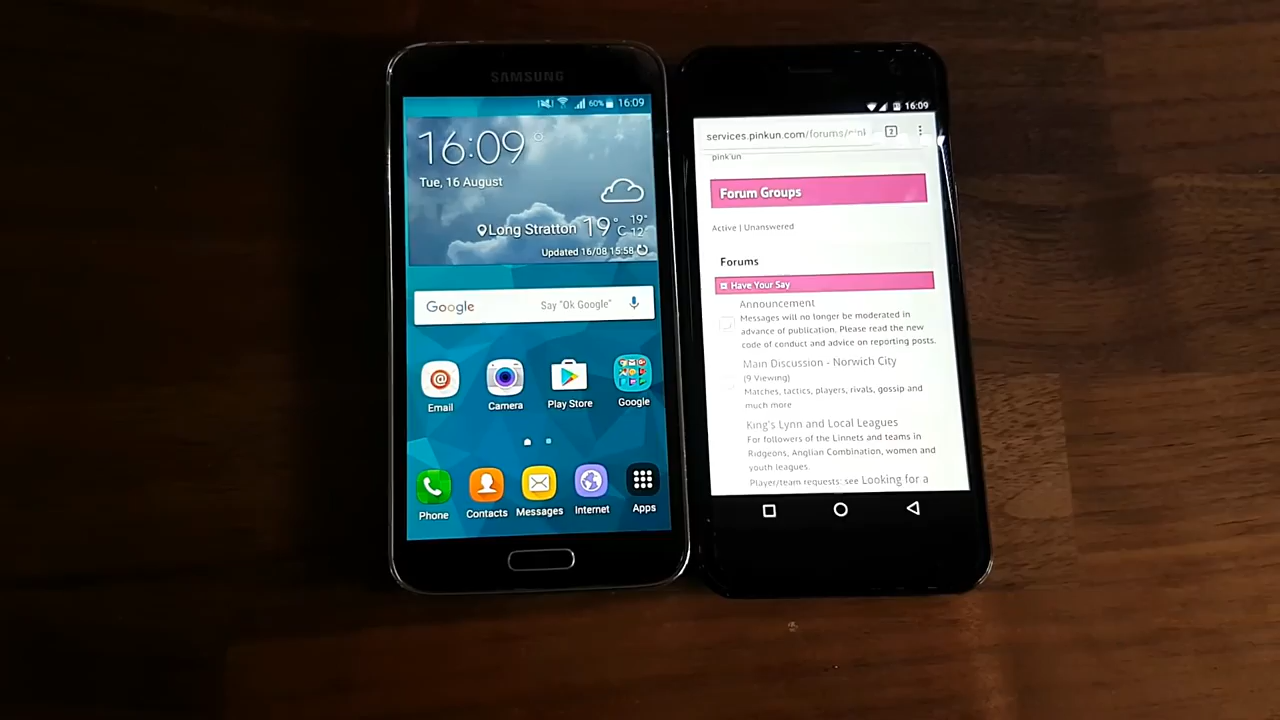 SAMSUNG
60% 16:09
16:09
Tue, 16 August
Long Stratton 19°C 19° 12°
Updated 16/08 15:58
Google Say "Ok Google"
Email Camera Play Store Google
Phone Contacts Messages Internet Apps
16:09
services.pinkun.com/forums/pink 2
pink'un
Forum Groups
Active | Unanswered
Forums
Have Your Say
Announcement
Messages will no longer be moderated in
advance of publication. Please read the new
code of conduct and advice on reporting posts.
Main Discussion - Norwich City
(9 Viewing)
Matches, tactics, players, rivals, gossip and
much more
King's Lynn and Local Leagues
For followers of the Linnets and teams in
Ridgeons, Anglian Combination, women and
youth leagues.
Player/team requests: see Looking for a